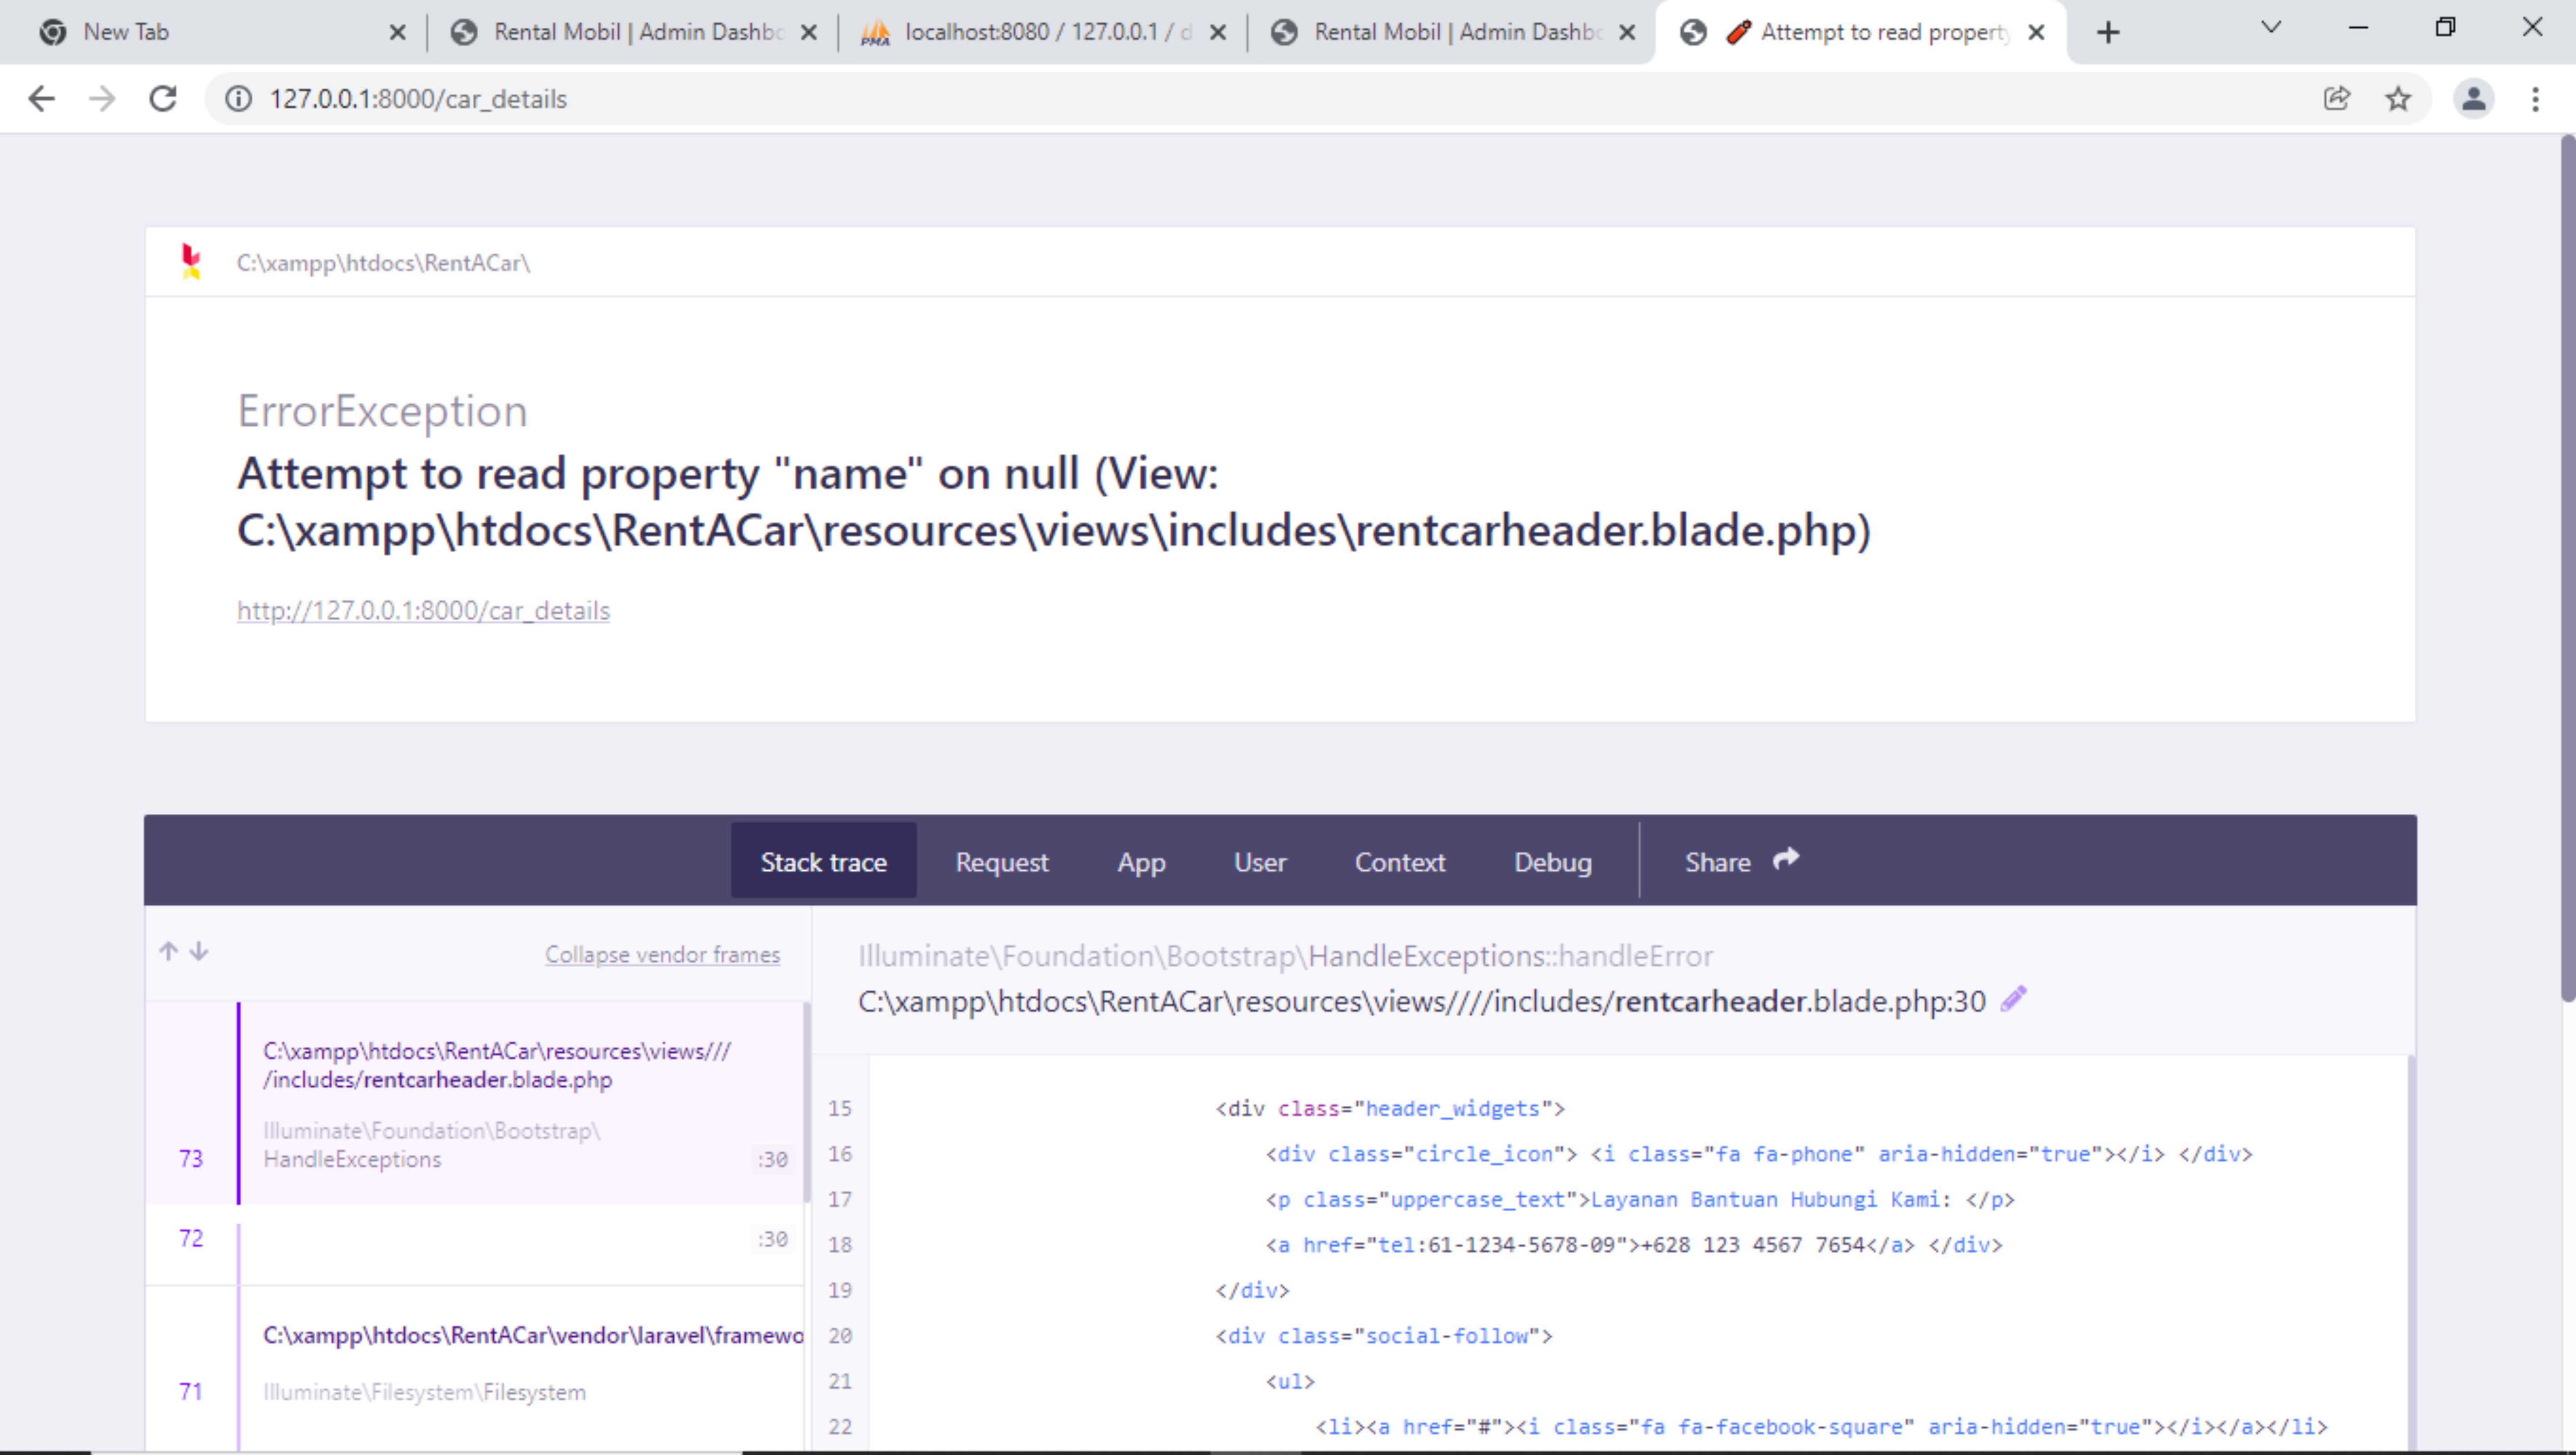 New Tab
Rental Mobil | Admin Dashbo
localhost:8080 / 127.0.0.1 / d
Rental Mobil | Admin Dashbo
Attempt to read property
127.0.0.1:8000/car_details
C:\xampp\htdocs\RentACar\
ErrorException
Attempt to read property "name" on null (View:
C:\xampp\htdocs\RentACar\resources\views\includes\rentcarheader.blade.php)
http://127.0.0.1:8000/car_details
Stack trace
Request
App
User
Context
Debug
Share
Collapse vendor frames
C:\xampp\htdocs\RentACar\resources\views///
/includes/rentcarheader.blade.php
Illuminate\Foundation\Bootstrap\
73 HandleExceptions :30
72 :30
C:\xampp\htdocs\RentACar\vendor\laravel\framewo
71 Illuminate\Filesystem\Filesystem
Illuminate\Foundation\Bootstrap\HandleExceptions::handleError
C:\xampp\htdocs\RentACar\resources\views////includes/rentcarheader.blade.php:30
15 <div class="header_widgets">
16 <div class="circle_icon"> <i class="fa fa-phone" aria-hidden="true"></i> </div>
17 <p class="uppercase_text">Layanan Bantuan Hubungi Kami: </p>
18 <a href="tel:61-1234-5678-09">+628 123 4567 7654</a> </div>
19 </div>
20 <div class="social-follow">
21 <ul>
22 <li><a href="#"><i class="fa fa-facebook-square" aria-hidden="true"></i></a></li>